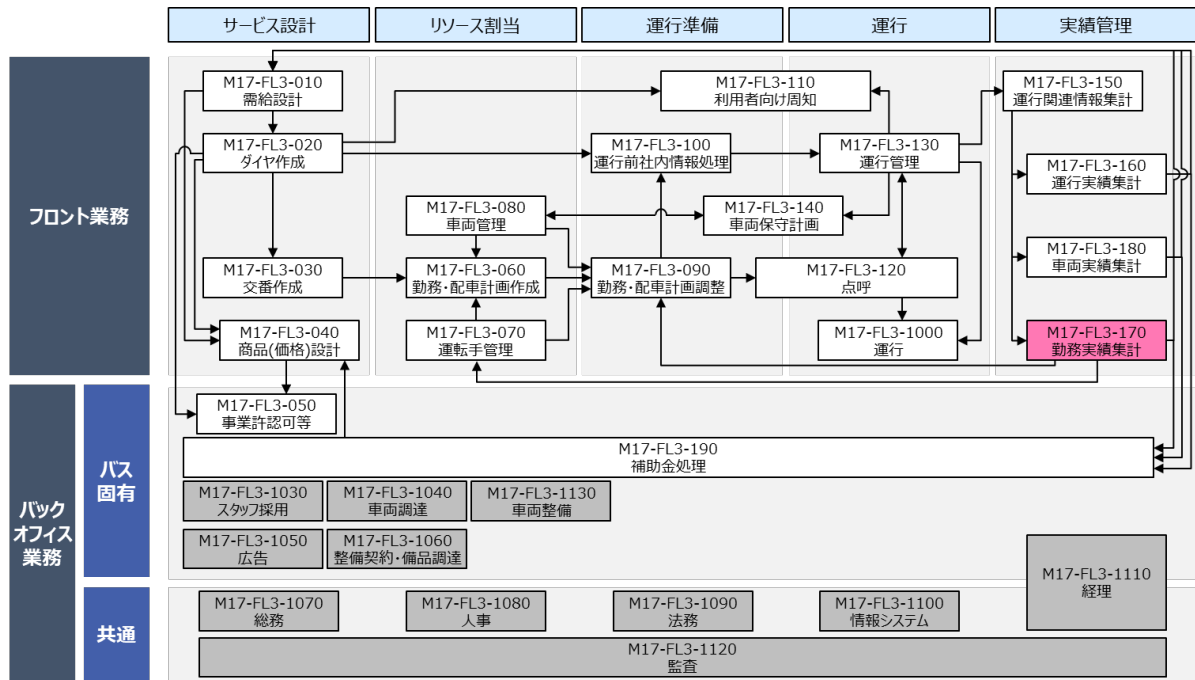 サービス設計
リソース割当
運行準備
運行
実績管理
フロント業務
M17-FL3-010
需給設計
M17-FL3-110
利用者向け周知
M17-FL3-150
運行関連情報集計
M17-FL3-020
ダイヤ作成
M17-FL3-100
運行前社内情報処理
M17-FL3-130
運行管理
M17-FL3-160
運行実績集計
M17-FL3-080
車両管理
M17-FL3-140
車両保守計画
M17-FL3-180
車両実績集計
M17-FL3-030
交番作成
M17-FL3-060
勤務・配車計画作成
M17-FL3-090
勤務・配車計画調整
M17-FL3-120
点呼
M17-FL3-040
商品(価格)設計
M17-FL3-070
運転手管理
M17-FL3-1000
運行
M17-FL3-170
勤務実績集計
バック
オフィス
業務
バス
固有
M17-FL3-050
事業許認可等
M17-FL3-190
補助金処理
M17-FL3-1030
スタッフ採用
M17-FL3-1040
車両調達
M17-FL3-1130
車両整備
M17-FL3-1050
広告
M17-FL3-1060
整備契約・備品調達
M17-FL3-1110
経理
共通
M17-FL3-1070
総務
M17-FL3-1080
人事
M17-FL3-1090
法務
M17-FL3-1100
情報システム
M17-FL3-1120
監査